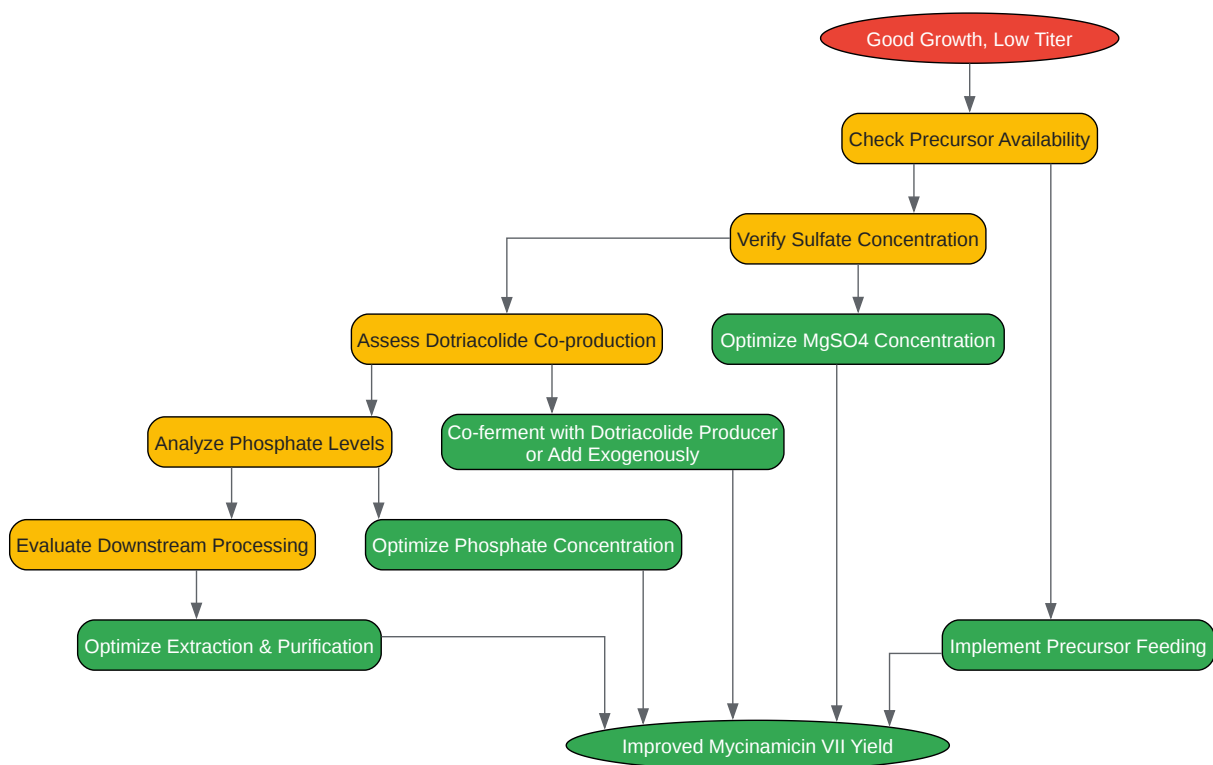 Good Growth, Low Titer
Check Precursor Availability
Verify Sulfate Concentration
Assess Dotriacolide Co-production
Optimize MgSO4 Concentration
Analyze Phosphate Levels
Co-ferment with Dotriacolide Producer
or Add Exogenously
Evaluate Downstream Processing
Optimize Phosphate Concentration
Optimize Extraction & Purification
Implement Precursor Feeding
Improved Mycinamicin VII Yield